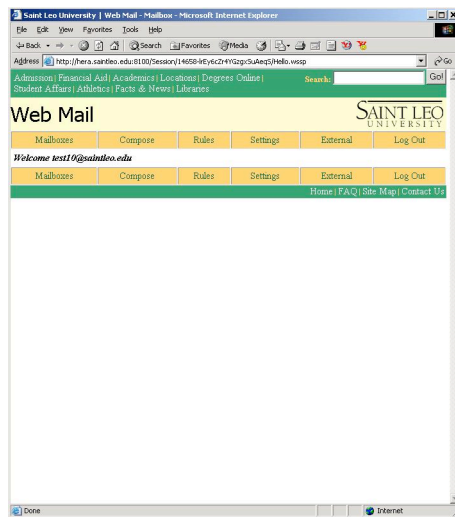 Saint Leo University | Web Mail - Mailbox - Microsoft Internet Explorer
File Edit View Favorites Tools Help
Back Search Favorites Media
Address http://hera.saintleo.edu:8100/Session/14658-lrEy6cZr4YGzgxSuAeqS/Hello.wssp Go
Admission | Financial Aid | Academics | Locations | Degrees Online |
Student Affairs | Athletics | Facts & News | Libraries
Search: Go!
Web Mail
SAINT LEO
UNIVERSITY
Mailboxes Compose Rules Settings External Log Out
Welcome test10@saintleo.edu
Mailboxes Compose Rules Settings External Log Out
Home | FAQ | Site Map | Contact Us
Done Internet